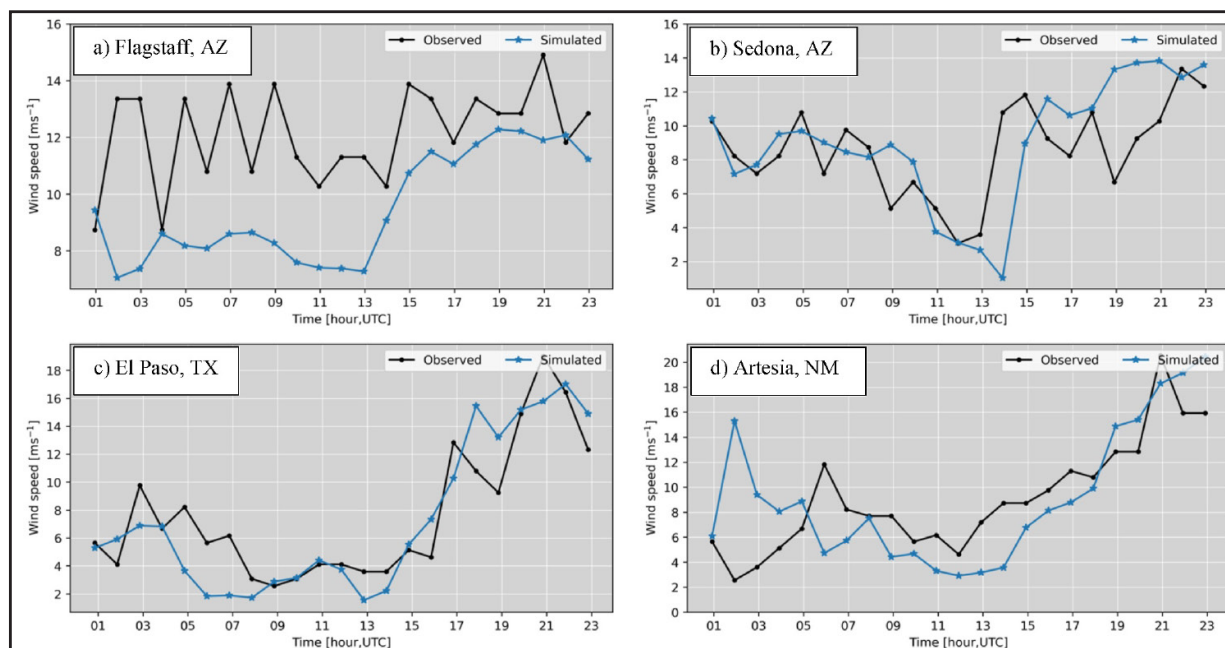 a) Flagstaff, AZ
Observed Simulated
16
14
12
10
8
Wind speed [ms⁻¹]
01 03 05 07 09 11 13 15 17 19 21 23
Time [hour,UTC]
b) Sedona, AZ
Observed Simulated
16
14
12
10
8
6
4
2
Wind speed [ms⁻¹]
01 03 05 07 09 11 13 15 17 19 21 23
Time [hour,UTC]
c) El Paso, TX
Observed Simulated
18
16
14
12
10
8
6
4
2
Wind speed [ms⁻¹]
01 03 05 07 09 11 13 15 17 19 21 23
Time [hour,UTC]
d) Artesia, NM
Observed Simulated
20
18
16
14
12
10
8
6
4
2
0
Wind speed [ms⁻¹]
01 03 05 07 09 11 13 15 17 19 21 23
Time [hour,UTC]